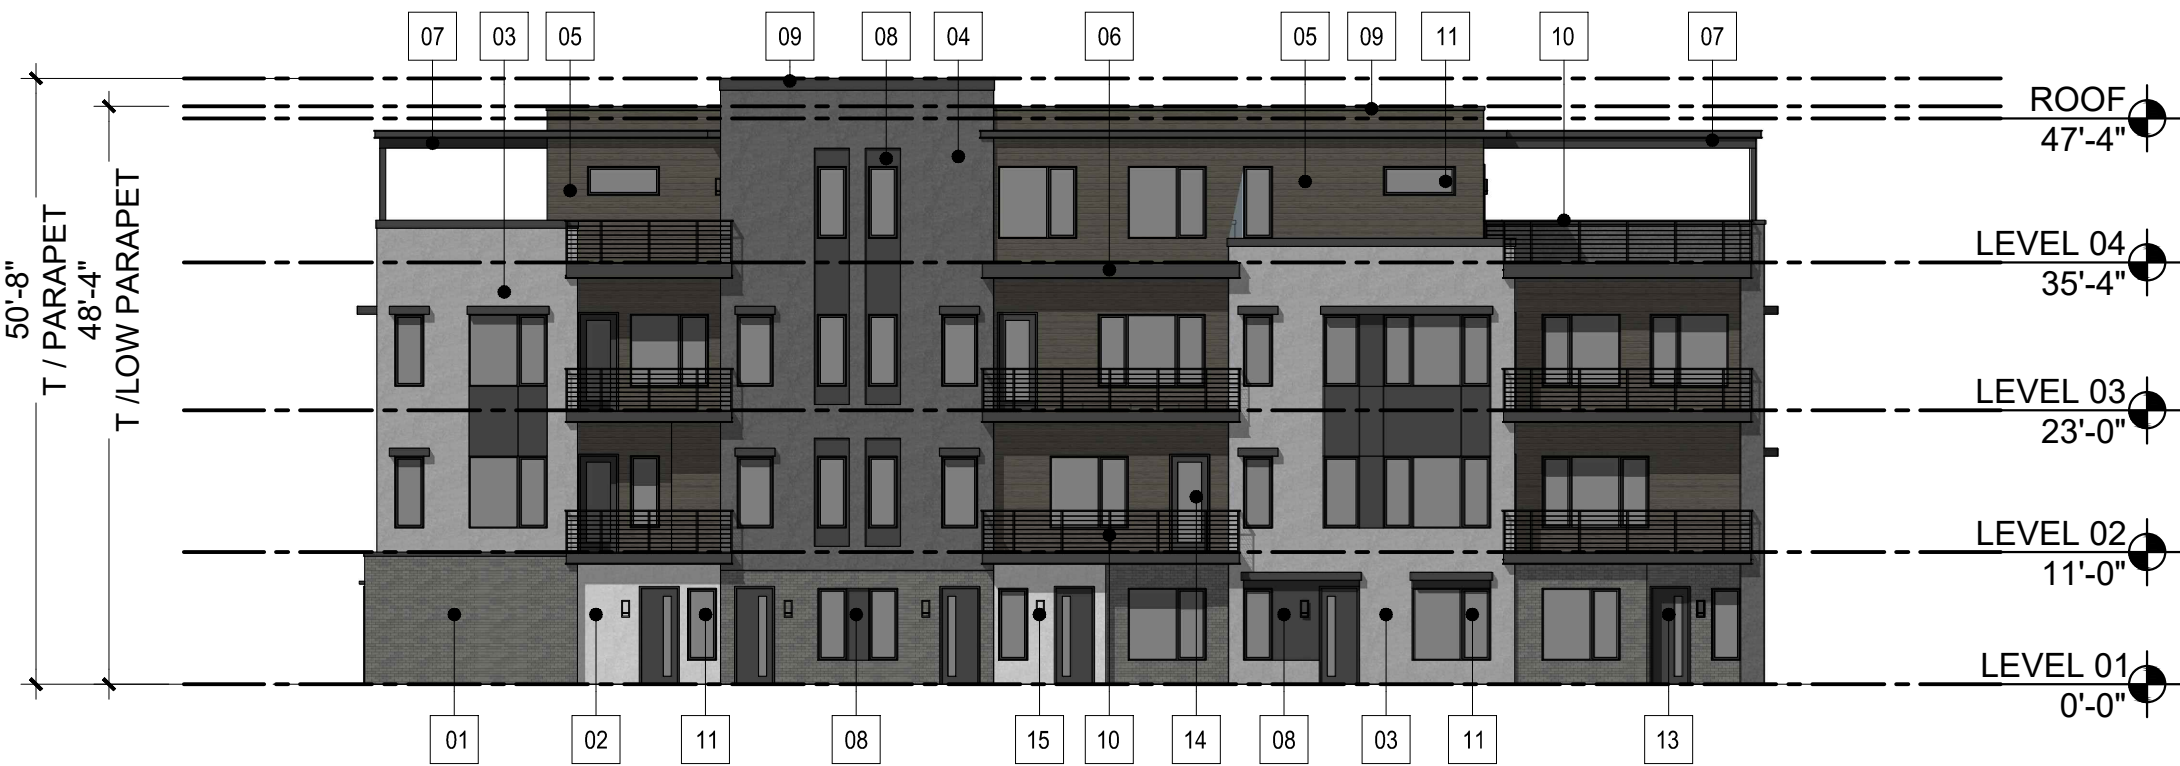 07 03 05 09 08 04 06 05 09 11 10 07
50'-8"
T / PARAPET
48'-4"
T /LOW PARAPET
ROOF
47'-4"
LEVEL 04
35'-4"
LEVEL 03
23'-0"
LEVEL 02
11'-0"
LEVEL 01
0'-0"
01 02 11 08 15 10 14 08 03 11 13